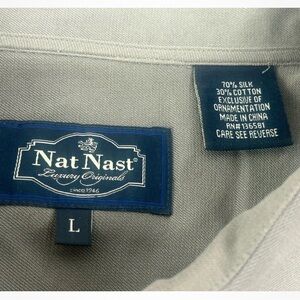 Nat Nast®
Luxury Originals
since 1946
L
70% SILK
30% COTTON
EXCLUSIVE OF
ORNAMENTATION
MADE IN CHINA
RN#136581
CARE SEE REVERSE